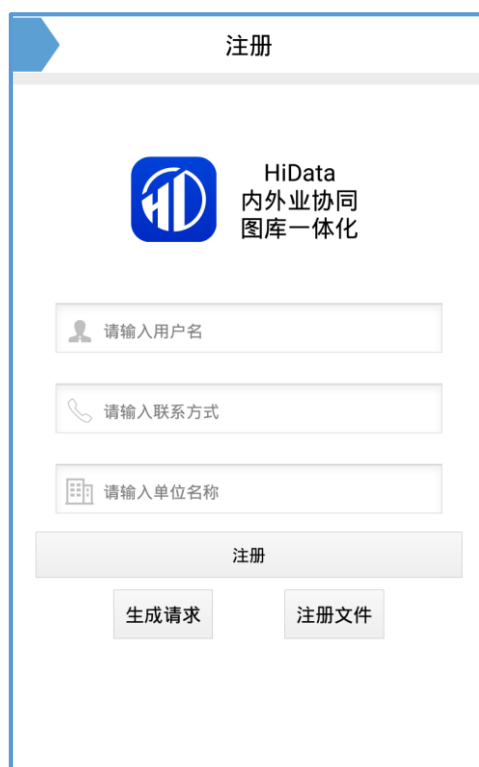 注册
HiData
内外业协同
图库一体化
请输入用户名
请输入联系方式
请输入单位名称
注册
生成请求
注册文件